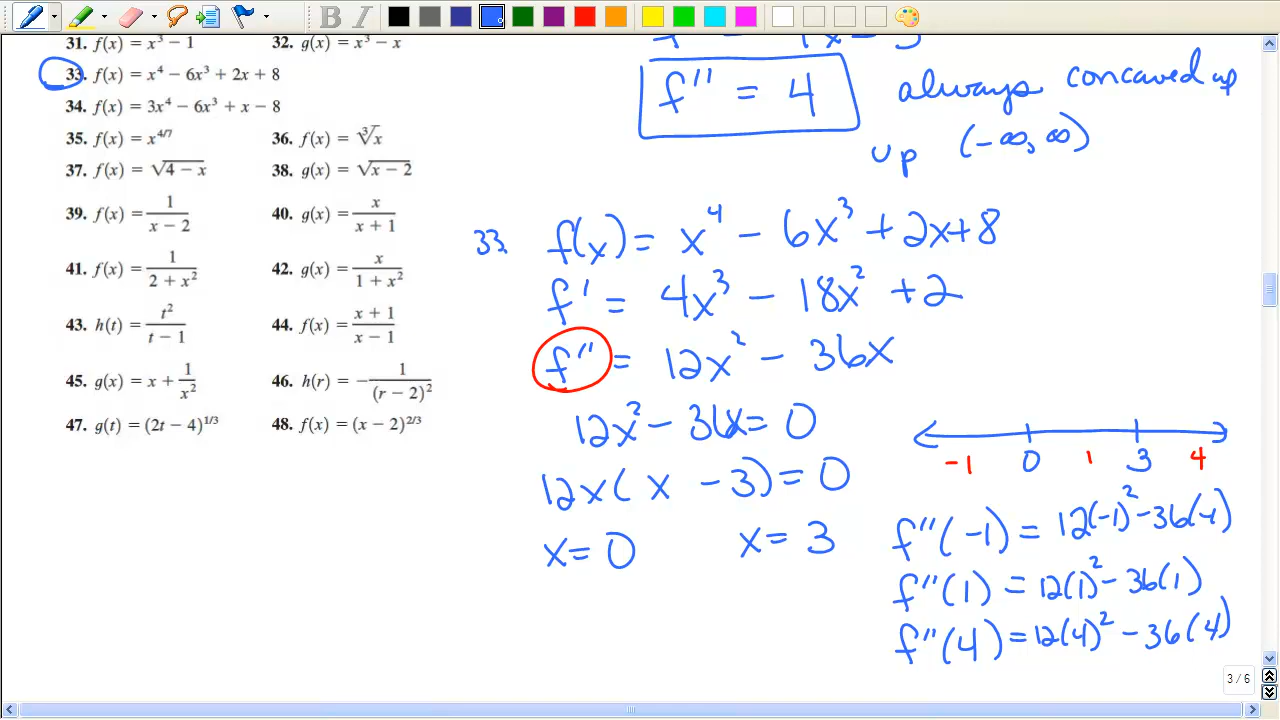 31. f(x) = x³ − 1 32. g(x) = x³ − x
33. f(x) = x⁴ − 6x³ + 2x + 8
34. f(x) = 3x⁴ − 6x³ + x − 8
35. f(x) = x^{4/7} 36. f(x) = ∛x
37. f(x) = √(4 − x) 38. g(x) = √(x − 2)
39. f(x) = 1/(x − 2) 40. g(x) = x/(x + 1)
41. f(x) = 1/(2 + x²) 42. g(x) = x/(1 + x²)
43. h(t) = t²/(t − 1) 44. f(x) = (x + 1)/(x − 1)
45. g(x) = x + 1/x² 46. h(r) = −1/(r − 2)²
47. g(t) = (2t − 4)^{1/3} 48. f(x) = (x − 2)^{2/3}
f'' = 4 always concaved up
up (−∞, ∞)
33. f(x) = x⁴ − 6x³ + 2x + 8
f' = 4x³ − 18x² + 2
f'' = 12x² − 36x
12x² − 36x = 0
12x(x − 3) = 0
x = 0 x = 3
−1 0 1 3 4
f''(−1) = 12(−1)² − 36(−1)
f''(1) = 12(1)² − 36(1)
f''(4) = 12(4)² − 36(4)
3 / 6
B I